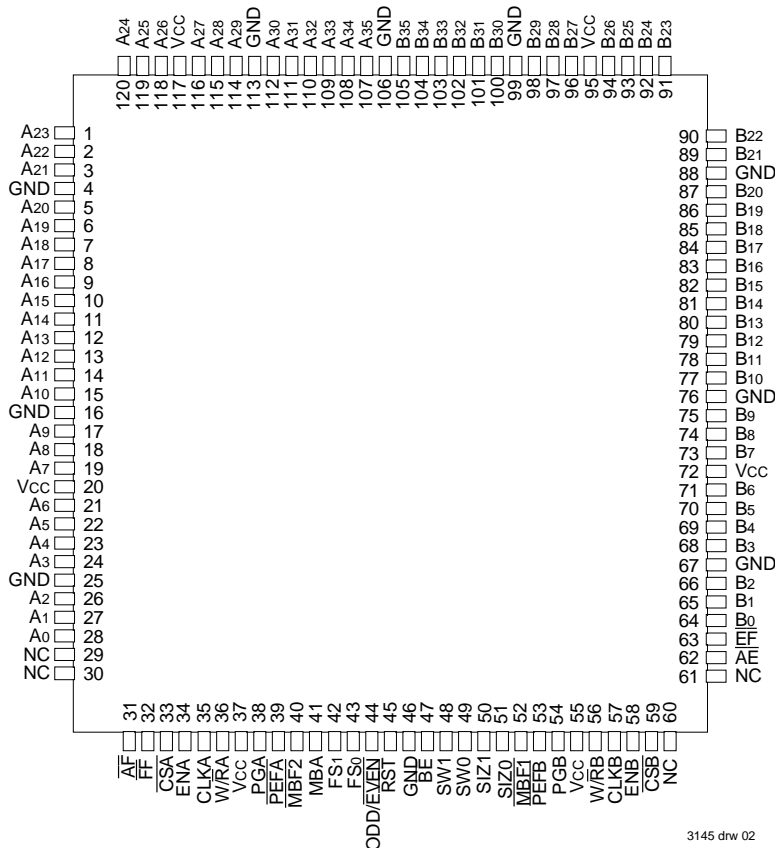 A24 A25 A26 VCC A27 A28 A29 GND A30 A31 A32 A33 A34 A35 GND B35 B34 B33 B32 B31 B30 GND B29 B28 B27 VCC B26 B25 B24 B23
120 119 118 117 116 115 114 113 112 111 110 109 108 107 106 105 104 103 102 101 100 99 98 97 96 95 94 93 92 91
A23 1
A22 2
A21 3
GND 4
A20 5
A19 6
A18 7
A17 8
A16 9
A15 10
A14 11
A13 12
A12 13
A11 14
A10 15
GND 16
A9 17
A8 18
A7 19
VCC 20
A6 21
A5 22
A4 23
A3 24
GND 25
A2 26
A1 27
A0 28
NC 29
NC 30
90 B22
89 B21
88 GND
87 B20
86 B19
85 B18
84 B17
83 B16
82 B15
81 B14
80 B13
79 B12
78 B11
77 B10
76 GND
75 B9
74 B8
73 B7
72 VCC
71 B6
70 B5
69 B4
68 B3
67 GND
66 B2
65 B1
64 B0
63 EF
62 AE
61 NC
31 32 33 34 35 36 37 38 39 40 41 42 43 44 45 46 47 48 49 50 51 52 53 54 55 56 57 58 59 60
AF FF CSA ENA CLKA W/RA VCC PGA PEFA MBF2 MBA FS1 FS0 ODD/EVEN RST GND BE SW1 SW0 SIZ1 SIZ0 MBF1 PEFB PGB VCC W/RB CLKB ENB CSB NC
3145 drw 02